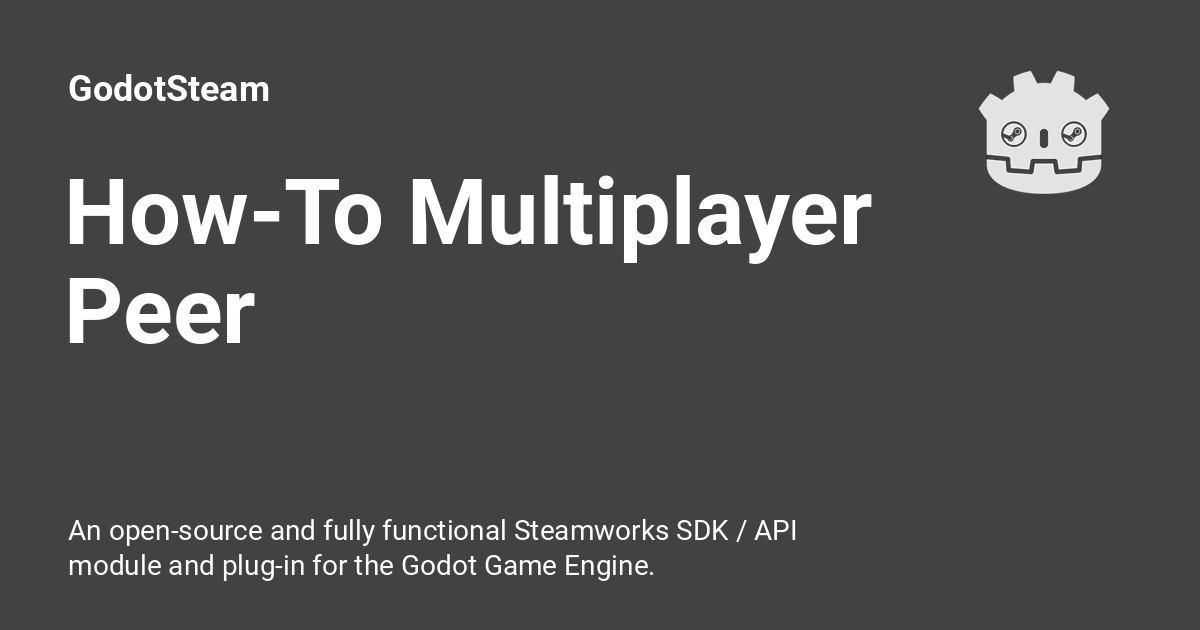 GodotSteam
How-To Multiplayer
Peer
An open-source and fully functional Steamworks SDK / API
module and plug-in for the Godot Game Engine.